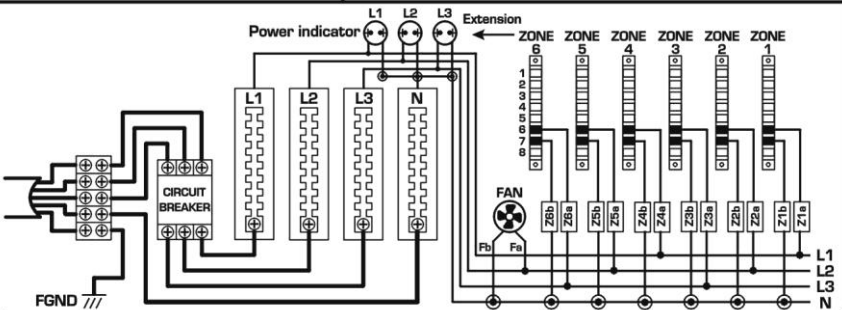 L1 L2 L3
Power indicator
Extension
ZONE 6 ZONE 5 ZONE 4 ZONE 3 ZONE 2 ZONE 1
1
2
3
4
5
6
7
8
L1 L2 L3 N
CIRCUIT
BREAKER
FAN
Fb Fa
Z6b Z6a Z5b Z5a Z4b Z4a Z3b Z3a Z2b Z2a Z1b Z1a
L1
L2
L3
N
FGND